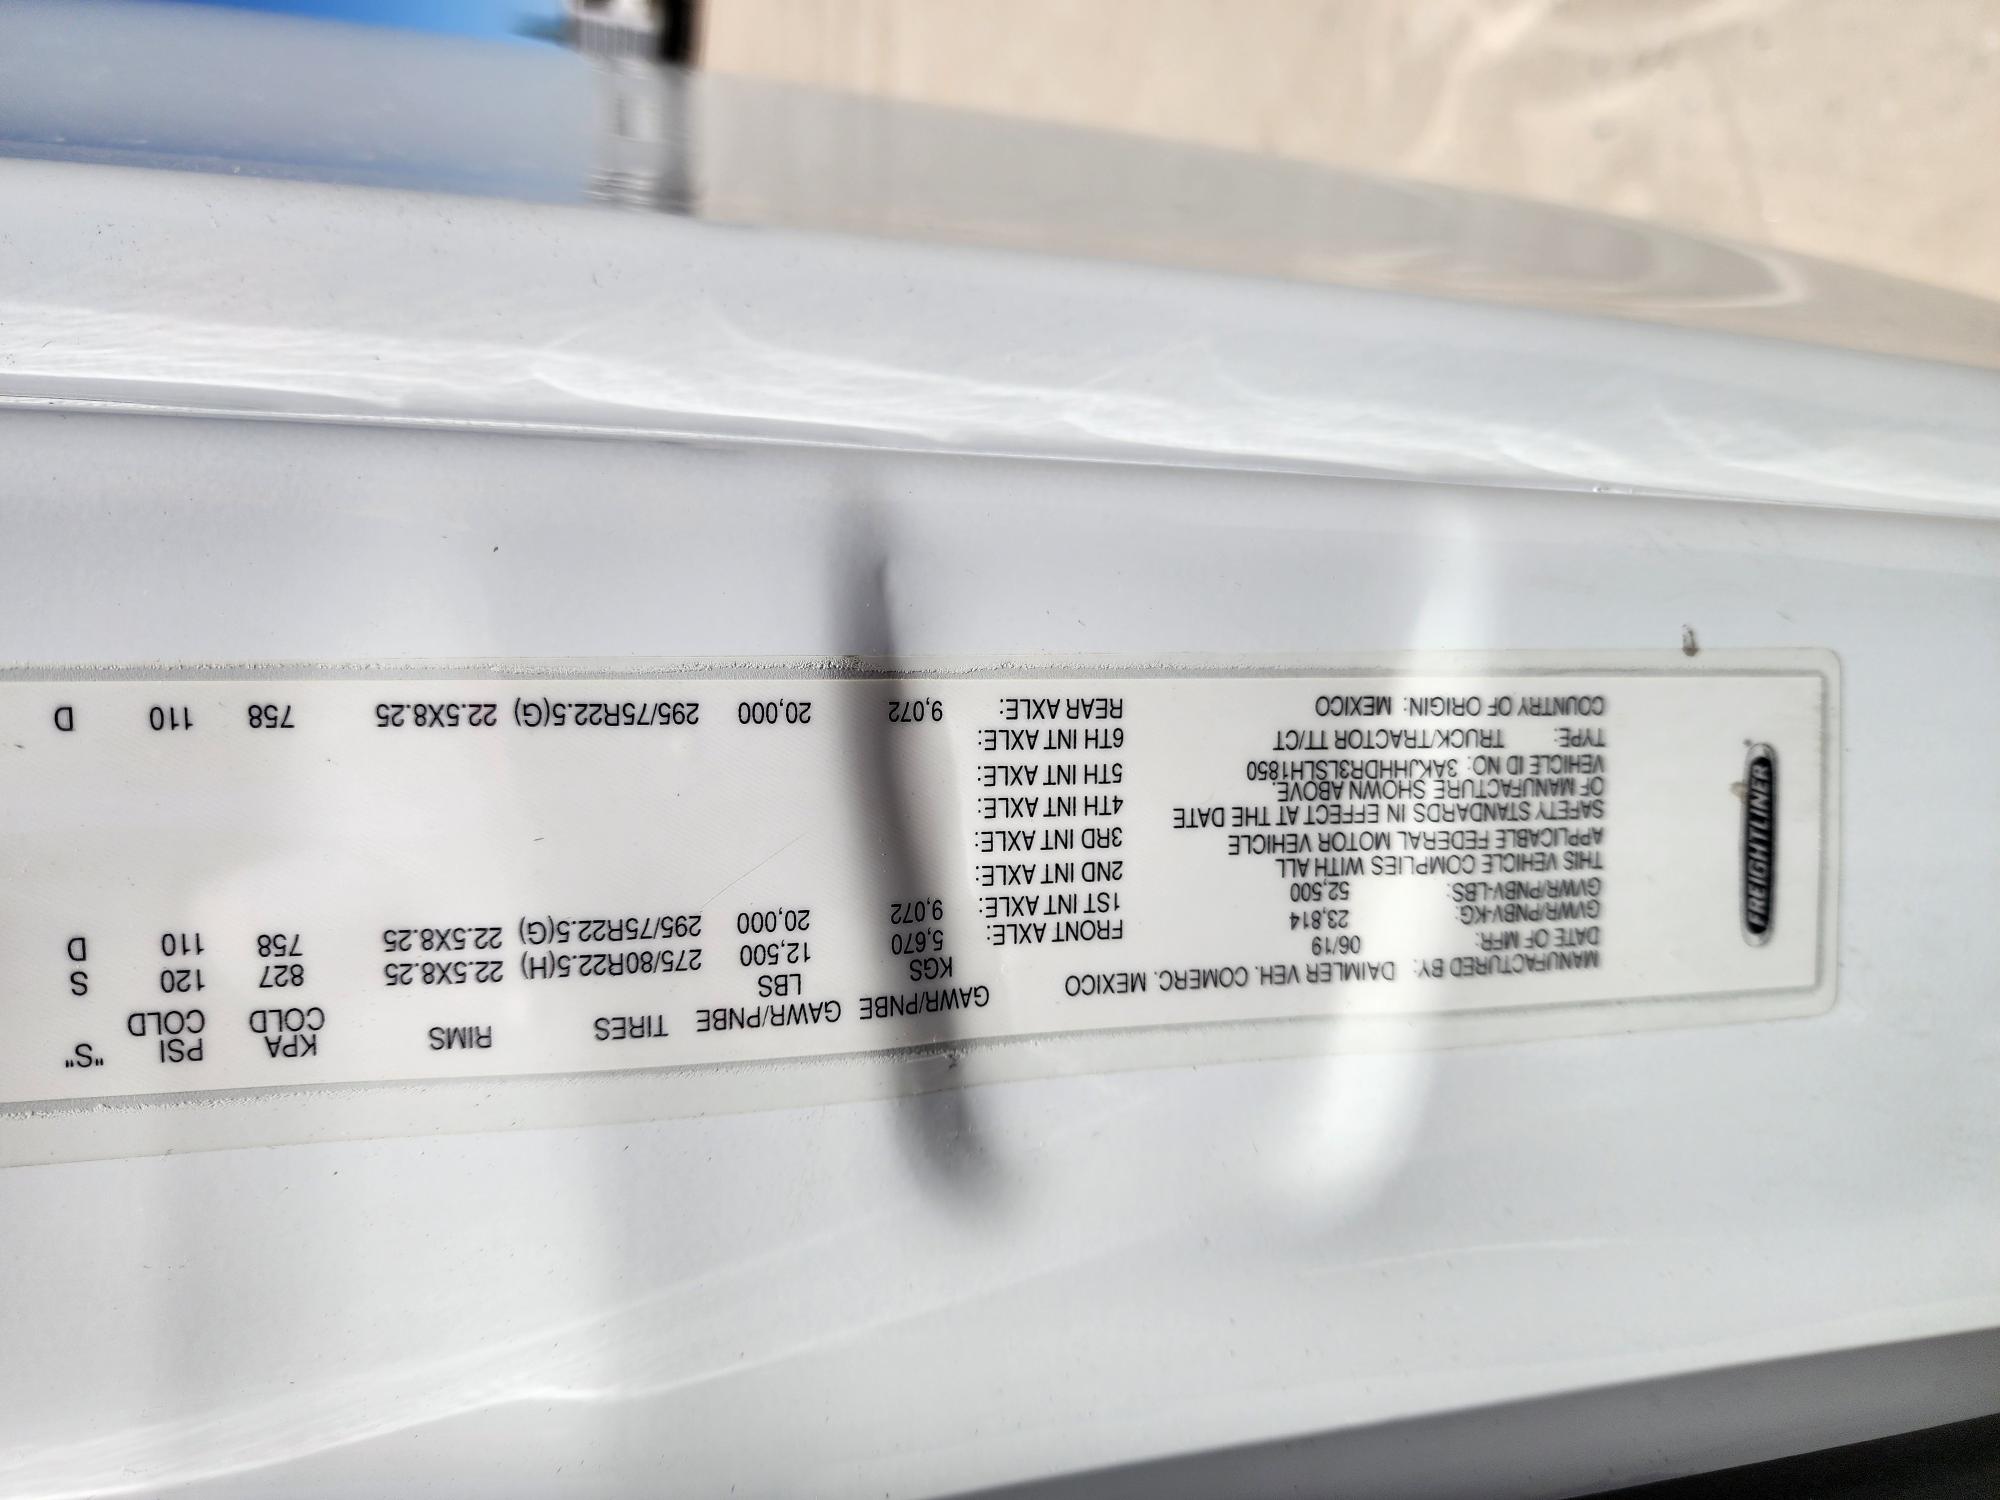 FREIGHTLINER
MANUFACTURED BY: DAIMLER VEH. COMERC. MEXICO
DATE OF MFR: 06/19
GVWR/PNBV-KG: 23,814
GVWR/PNBV-LBS: 52,500
THIS VEHICLE COMPLIES WITH ALL
APPLICABLE FEDERAL MOTOR VEHICLE
SAFETY STANDARDS IN EFFECT AT THE DATE
OF MANUFACTURE SHOWN ABOVE.
VEHICLE ID NO: 3AKJHHDR3LSLH1850
TYPE: TRUCK/TRACTOR TT/CT
COUNTRY OF ORIGIN: MEXICO
GAWR/PNBE GAWR/PNBE TIRES RIMS KPA PSI "S"
KGS LBS COLD COLD
FRONT AXLE: 5,670 12,500 275/80R22.5(H) 22.5X8.25 827 120 S
1ST INT AXLE: 9,072 20,000 295/75R22.5(G) 22.5X8.25 758 110 D
2ND INT AXLE:
3RD INT AXLE:
4TH INT AXLE:
5TH INT AXLE:
6TH INT AXLE:
REAR AXLE: 9,072 20,000 295/75R22.5(G) 22.5X8.25 758 110 D